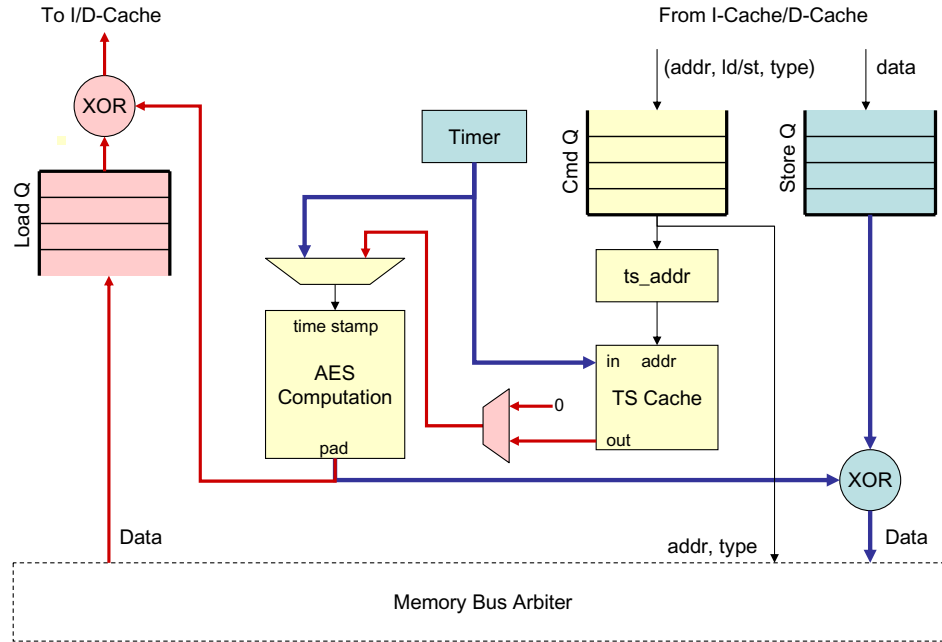 To I/D-Cache
From I-Cache/D-Cache
(addr, ld/st, type)
data
XOR
Timer
Cmd Q
Store Q
Load Q
ts_addr
time stamp
AES
Computation
pad
in addr
TS Cache
out
0
XOR
Data
addr, type
Data
Memory Bus Arbiter